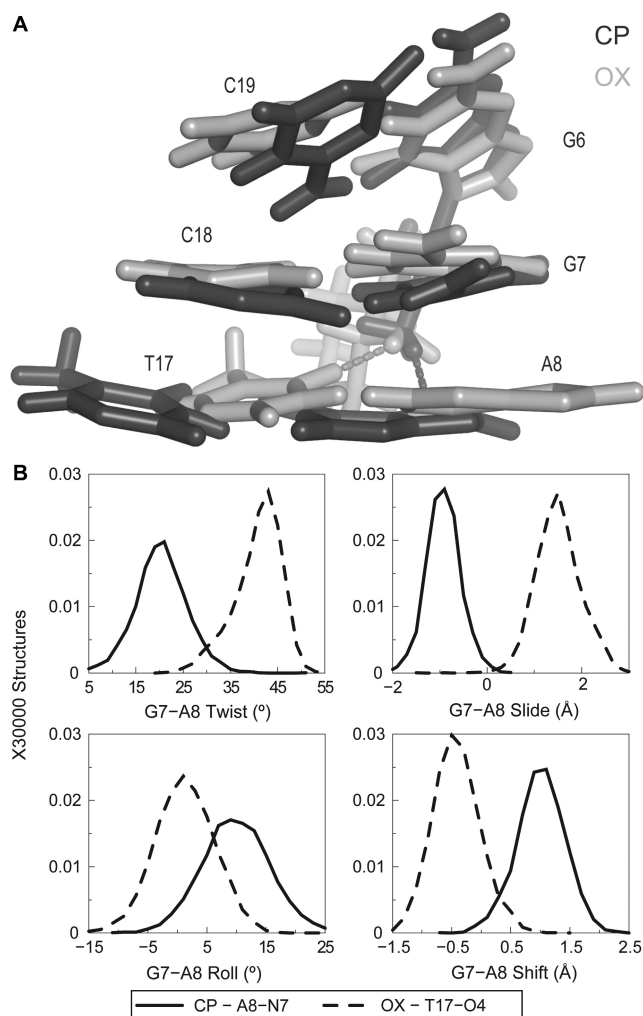 A
CP
OX
C19
G6
C18
G7
T17
A8
B
X30000 Structures
0.03
0.02
0.01
0
5 15 25 35 45 55
G7–A8 Twist (º)
0.03
0.02
0.01
0
−2 0 2
G7–A8 Slide (Å)
0.03
0.02
0.01
0
−15 −5 5 15 25
G7–A8 Roll (º)
0.03
0.02
0.01
0
−1.5 −0.5 0.5 1.5 2.5
G7–A8 Shift (Å)
CP – A8–N7 OX – T17–O4